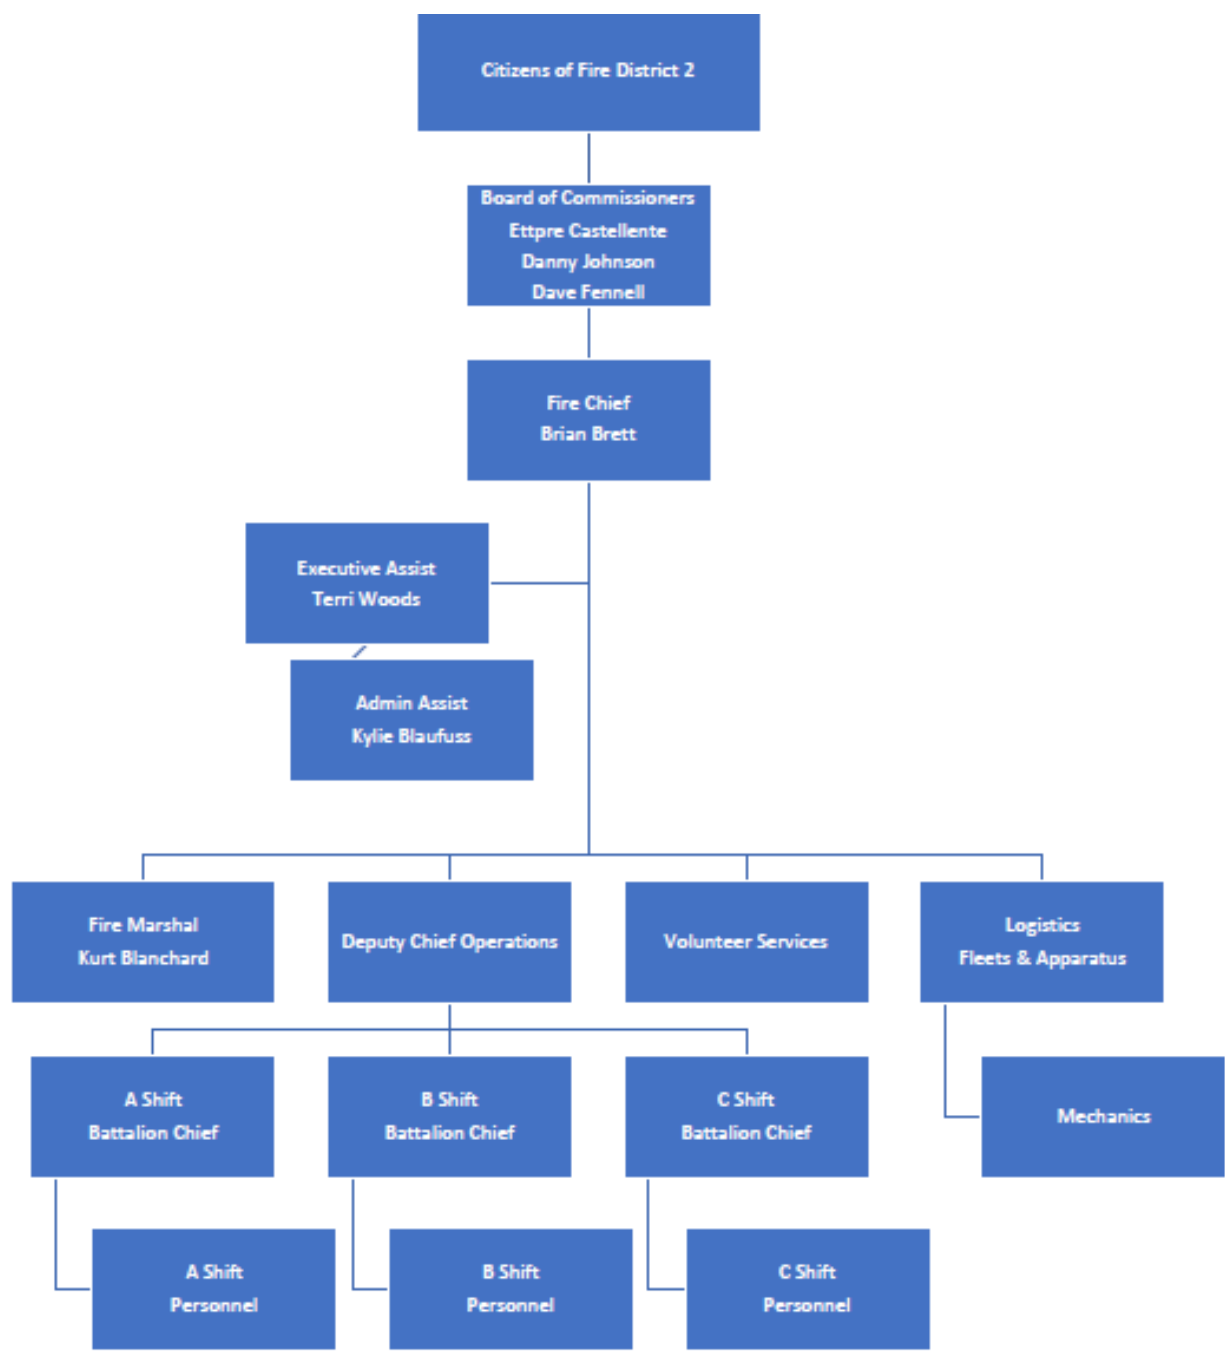 Citizens of Fire District 2
Board of Commissioners
Ettpre Castellente
Danny Johnson
Dave Fennell
Fire Chief
Brian Brett
Executive Assist
Terri Woods
Admin Assist
Kylie Blaufuss
Fire Marshal
Kurt Blanchard
Deputy Chief Operations
Volunteer Services
Logistics
Fleets & Apparatus
A Shift
Battalion Chief
B Shift
Battalion Chief
C Shift
Battalion Chief
Mechanics
A Shift
Personnel
B Shift
Personnel
C Shift
Personnel